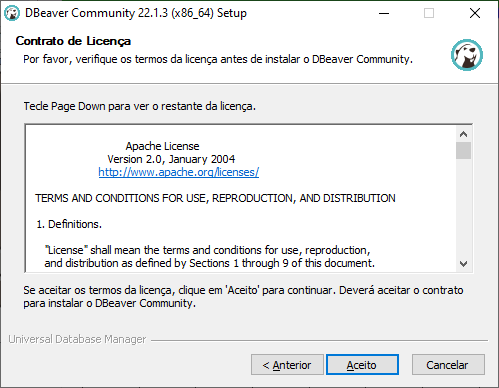 DBeaver Community 22.1.3 (x86_64) Setup
Contrato de Licença
Por favor, verifique os termos da licença antes de instalar o DBeaver Community.
Tecle Page Down para ver o restante da licença.
Apache License
Version 2.0, January 2004
http://www.apache.org/licenses/
TERMS AND CONDITIONS FOR USE, REPRODUCTION, AND DISTRIBUTION
1. Definitions.
"License" shall mean the terms and conditions for use, reproduction,
and distribution as defined by Sections 1 through 9 of this document.
Se aceitar os termos da licença, clique em 'Aceito' para continuar. Deverá aceitar o contrato
para instalar o DBeaver Community.
Universal Database Manager
< Anterior Aceito Cancelar